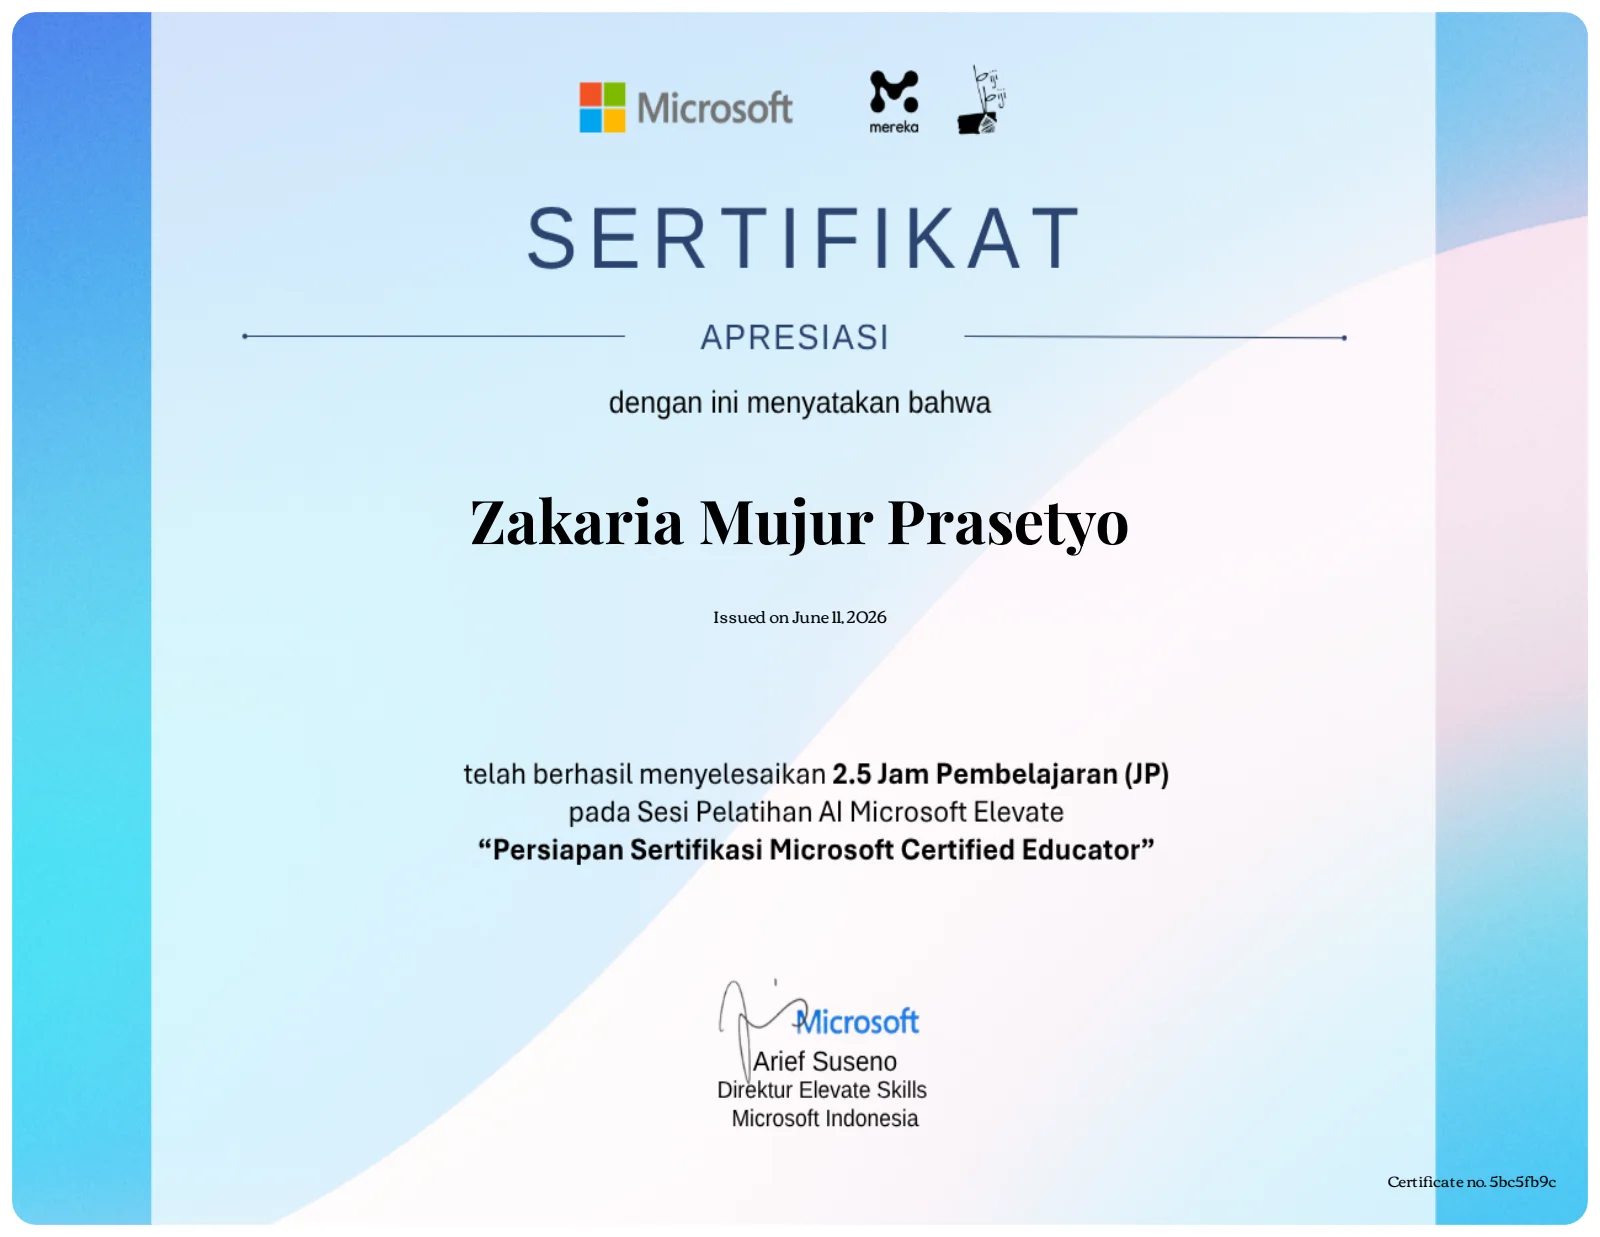 Microsoft
mereka
biji
biji
SERTIFIKAT
APRESIASI
dengan ini menyatakan bahwa
Zakaria Mujur Prasetyo
Issued on June 11, 2026
telah berhasil menyelesaikan 2.5 Jam Pembelajaran (JP)
pada Sesi Pelatihan AI Microsoft Elevate
“Persiapan Sertifikasi Microsoft Certified Educator”
Microsoft
Arief Suseno
Direktur Elevate Skills
Microsoft Indonesia
Certificate no. 5bc5fb9c